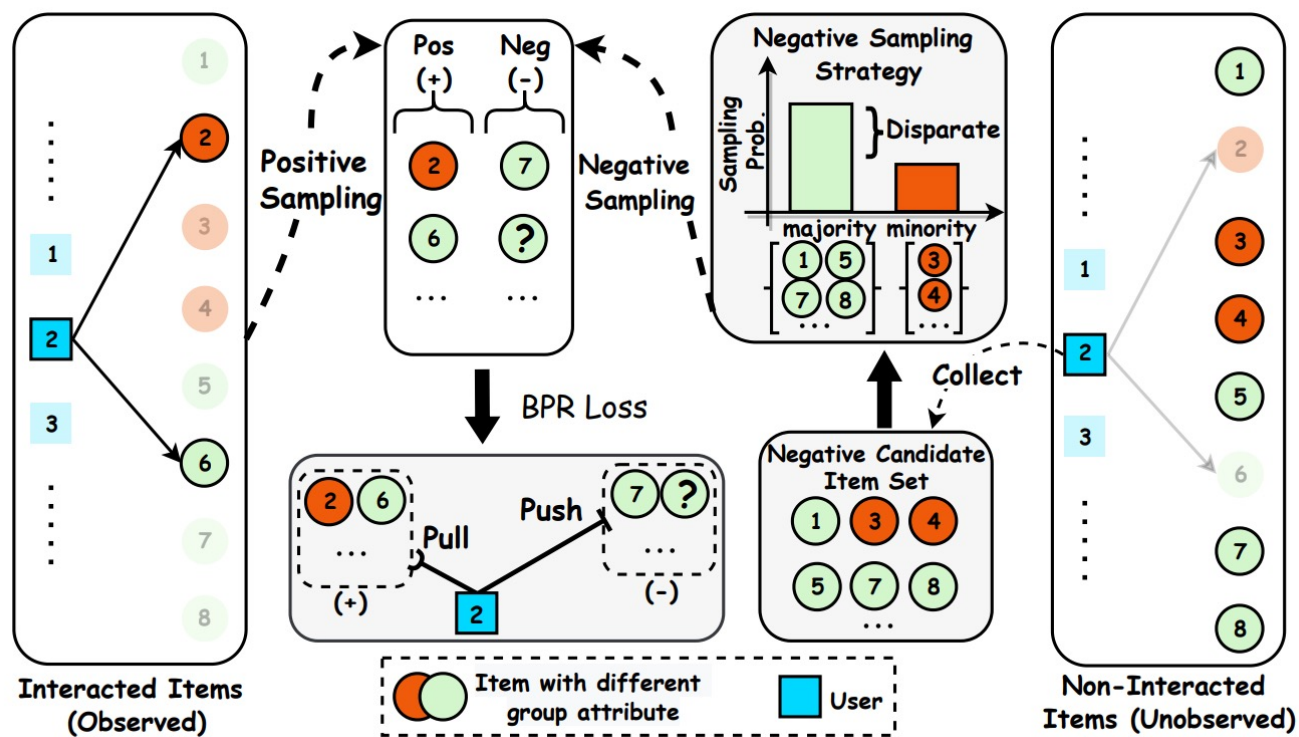 1
2
3
4
5
6
7
8
1
2
3
Interacted Items
(Observed)
Positive
Sampling
Pos
(+)
Neg
(-)
2
7
6
?
... ...
Negative
Sampling
Negative Sampling
Strategy
Sampling
Prob.
Disparate
majority minority
1 5
7 8
...
3
4
...
BPR Loss
2 6
...
(+)
Pull
Push
7 ?
...
(-)
2
Collect
Negative Candidate
Item Set
1 3 4
5 7 8
...
1
2
3
1
2
3
4
5
6
7
8
Non-Interacted
Items (Unobserved)
Item with different
group attribute
User